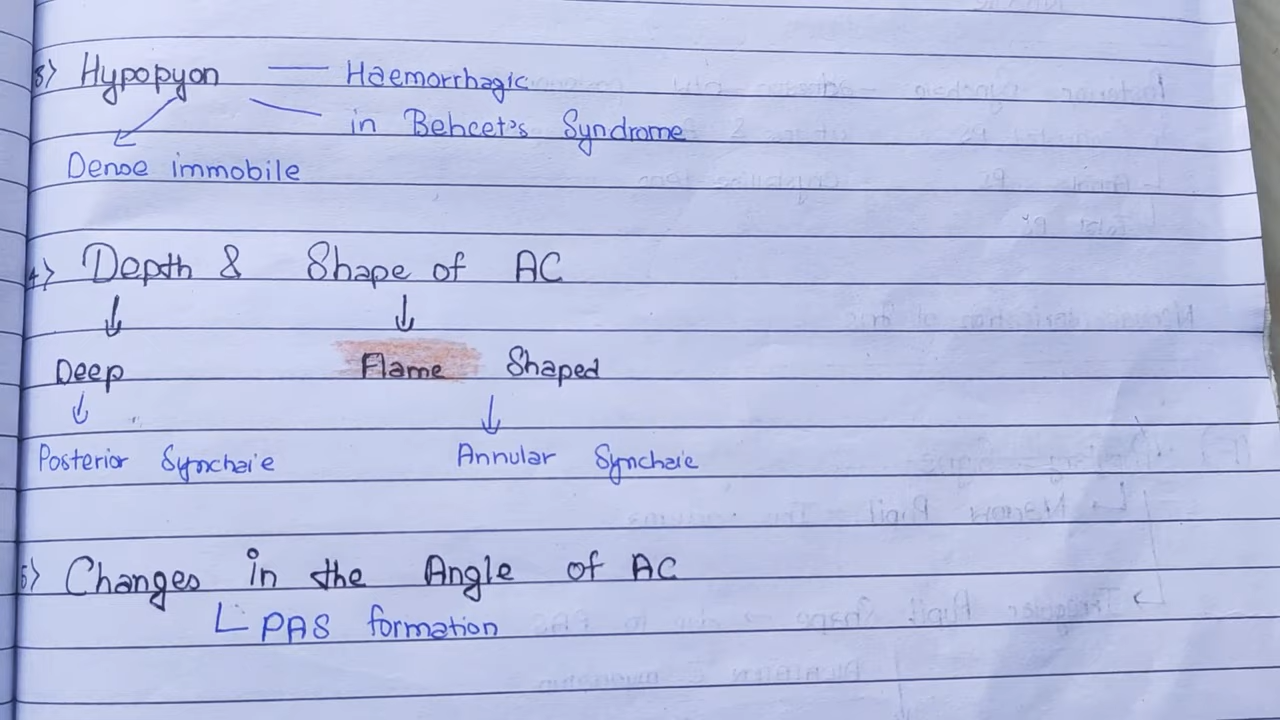 3) Hypopyon — Haemorrhagic
in Behcet's Syndrome
Dense immobile
4) Depth & Shape of AC
↓ ↓
Deep Flame Shaped
↓ ↓
Posterior Synchaie Annular Synchaie
5) Changes in the Angle of AC
PAS formation